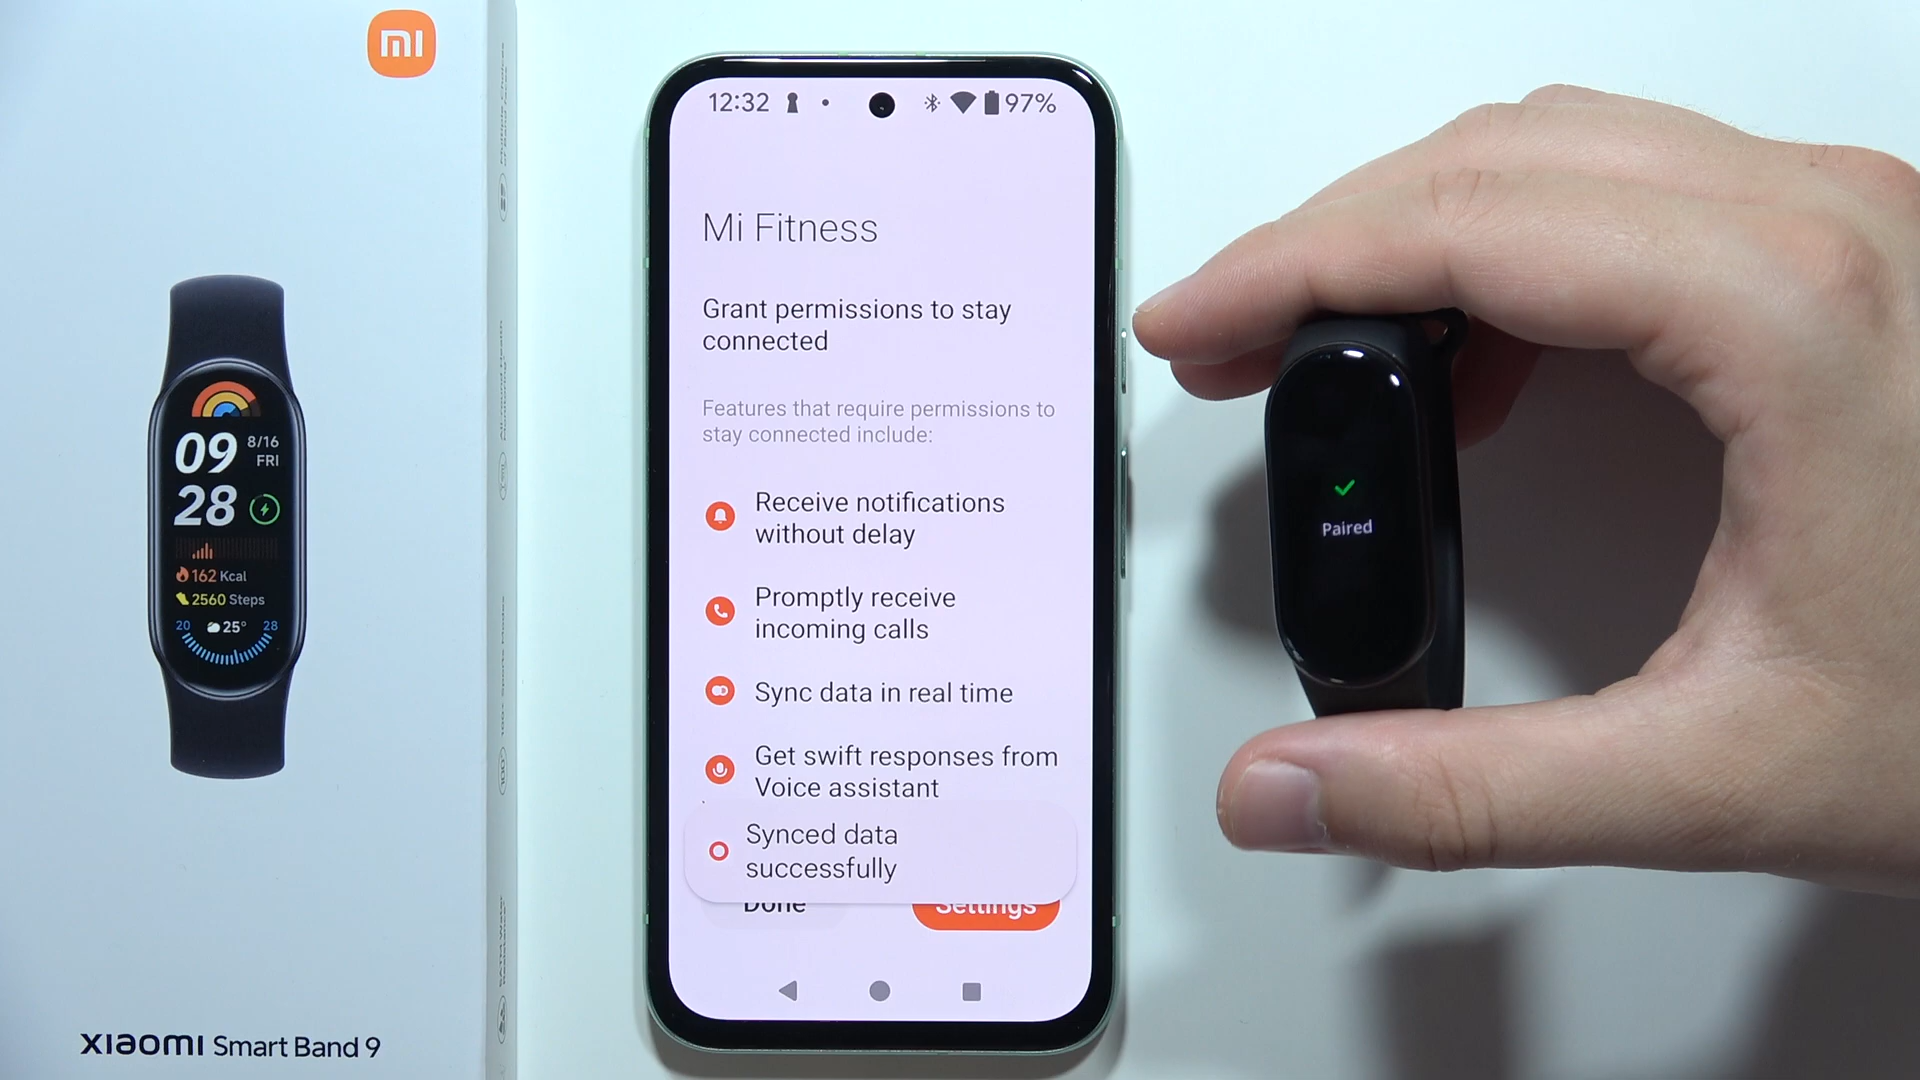 mi
09
28
8/16
FRI
162 Kcal
2560 Steps
20
25°
28
xiaomi Smart Band 9
12:32
97%
Mi Fitness
Grant permissions to stay
connected
Features that require permissions to
stay connected include:
Receive notifications
without delay
Promptly receive
incoming calls
Sync data in real time
Get swift responses from
Voice assistant
Synced data
successfully
Done
Settings
Paired